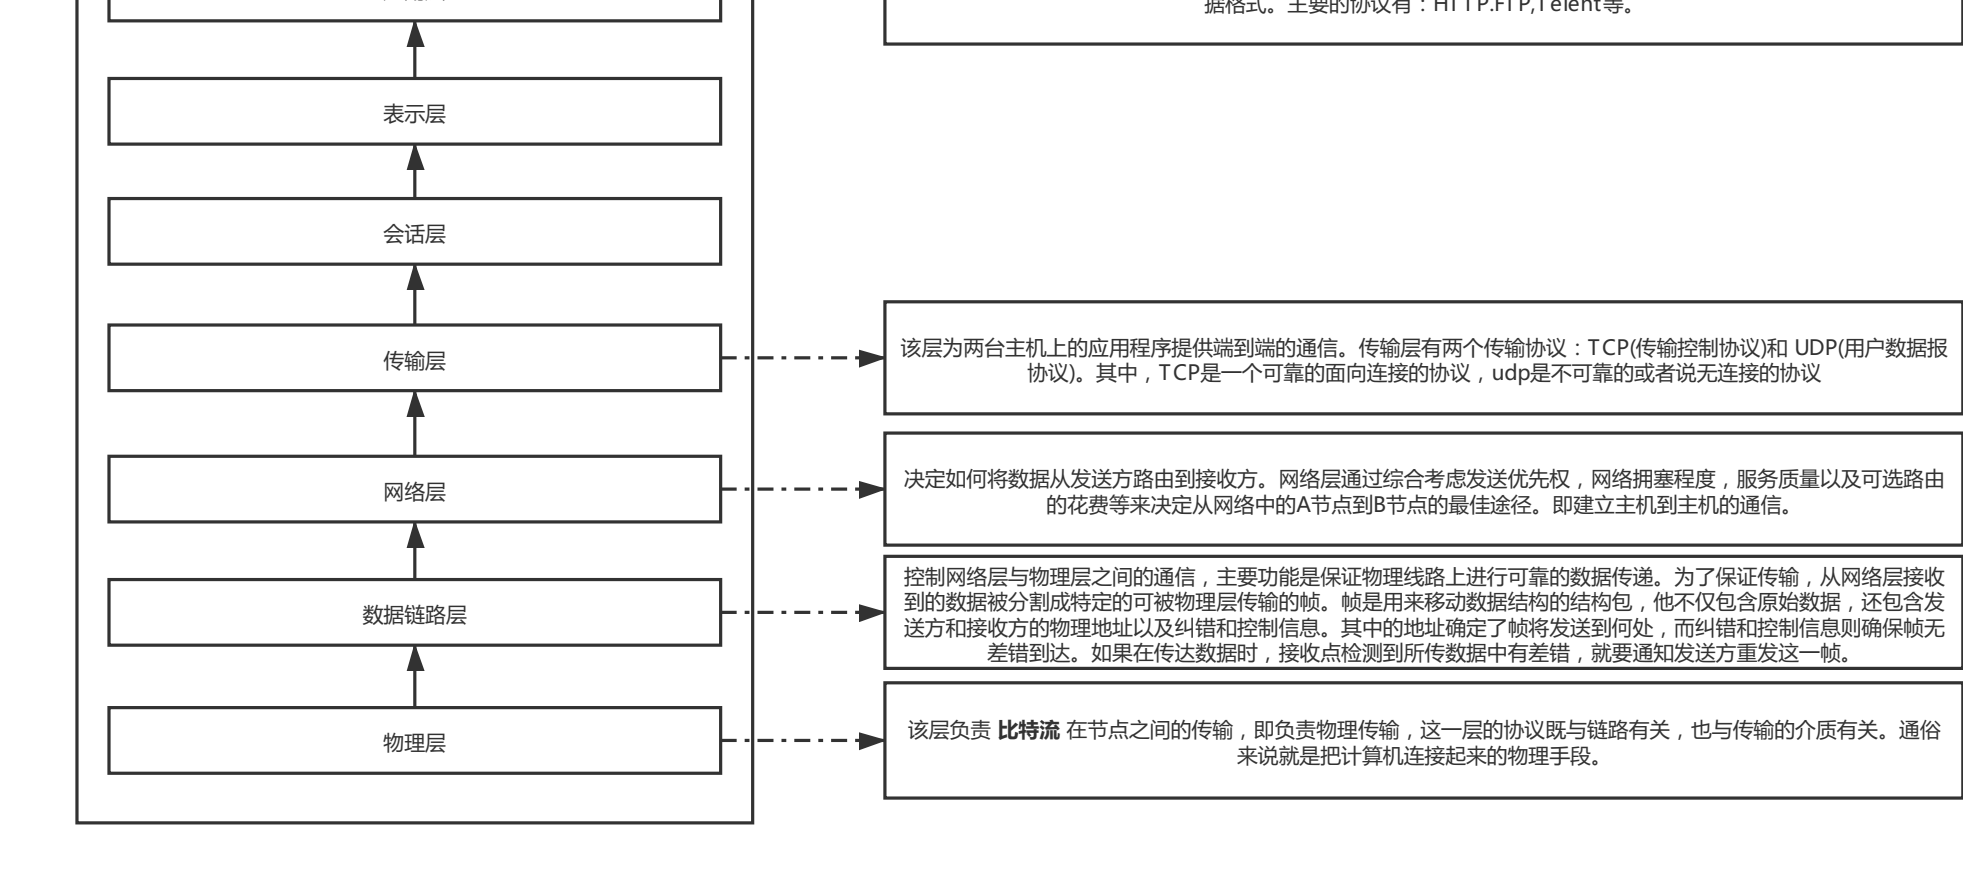 据格式。主要的协议有：HTTP.FTP,Telent等。
表示层
会话层
传输层
该层为两台主机上的应用程序提供端到端的通信。传输层有两个传输协议：TCP(传输控制协议)和 UDP(用户数据报
协议)。其中，TCP是一个可靠的面向连接的协议，udp是不可靠的或者说无连接的协议
网络层
决定如何将数据从发送方路由到接收方。网络层通过综合考虑发送优先权，网络拥塞程度，服务质量以及可选路由
的花费等来决定从网络中的A节点到B节点的最佳途径。即建立主机到主机的通信。
数据链路层
控制网络层与物理层之间的通信，主要功能是保证物理线路上进行可靠的数据传递。为了保证传输，从网络层接收
到的数据被分割成特定的可被物理层传输的帧。帧是用来移动数据结构的结构包，他不仅包含原始数据，还包含发
送方和接收方的物理地址以及纠错和控制信息。其中的地址确定了帧将发送到何处，而纠错和控制信息则确保帧无
差错到达。如果在传达数据时，接收点检测到所传数据中有差错，就要通知发送方重发这一帧。
物理层
该层负责 比特流 在节点之间的传输，即负责物理传输，这一层的协议既与链路有关，也与传输的介质有关。通俗
来说就是把计算机连接起来的物理手段。